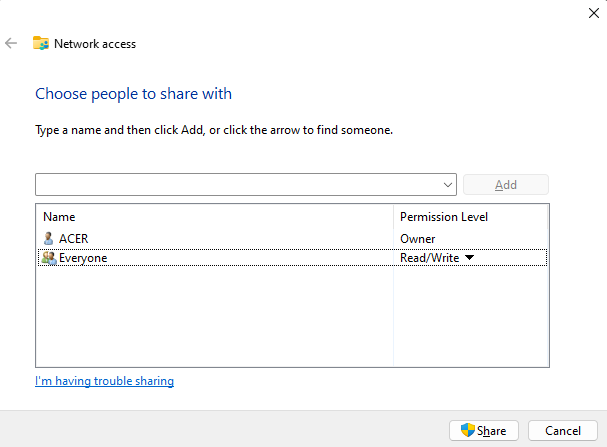 Network access
Choose people to share with
Type a name and then click Add, or click the arrow to find someone.
Add
Name Permission Level
ACER Owner
Everyone Read/Write
I'm having trouble sharing
Share Cancel